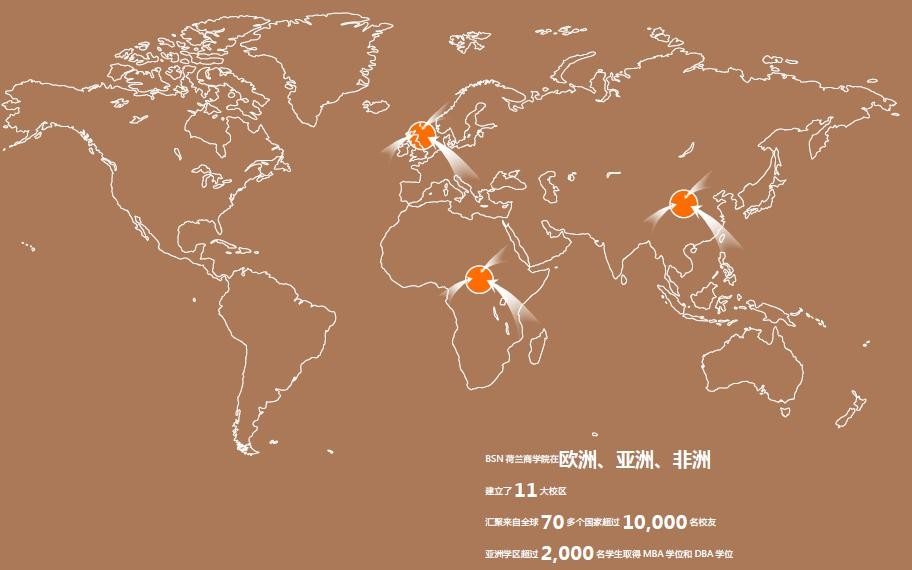 BSN 荷兰商学院在欧洲、亚洲、非洲
建立了 11 大校区
汇聚来自全球 70 多个国家超过 10,000 名校友
亚洲学区超过 2,000 名学生取得 MBA 学位和 DBA 学位